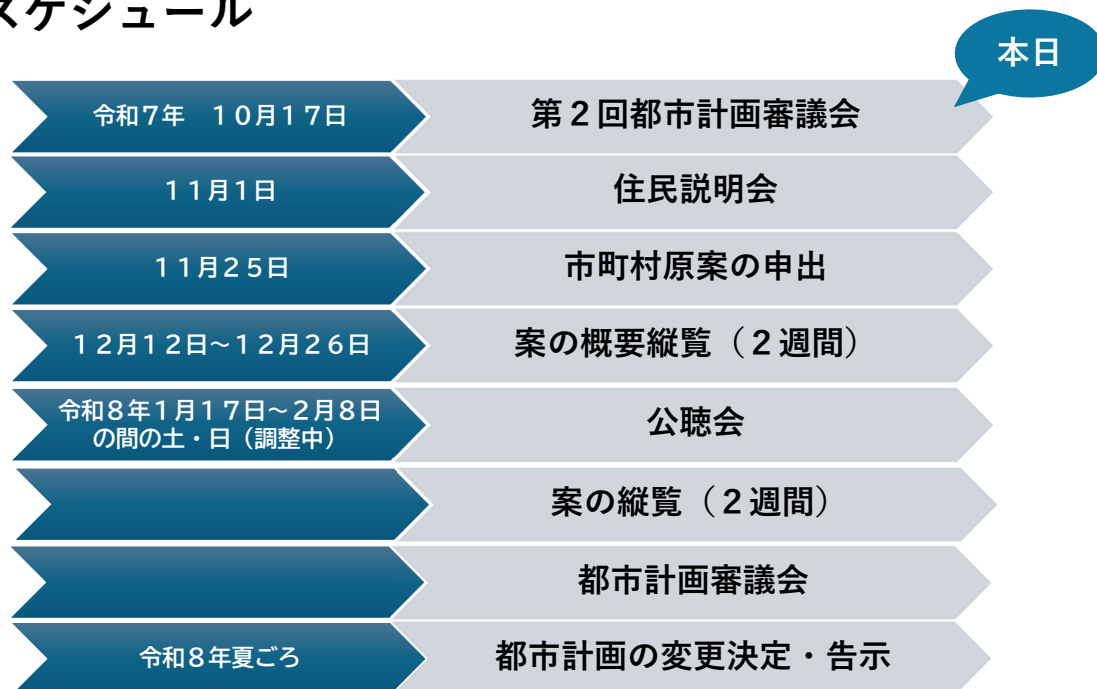 スケジュール
本日
令和7年　10月17日
第2回都市計画審議会
11月1日
住民説明会
11月25日
市町村原案の申出
12月12日~12月26日
案の概要縦覧（2週間）
令和8年1月17日~2月8日
の間の土・日（調整中）
公聴会
案の縦覧（2週間）
都市計画審議会
令和8年夏ごろ
都市計画の変更決定・告示